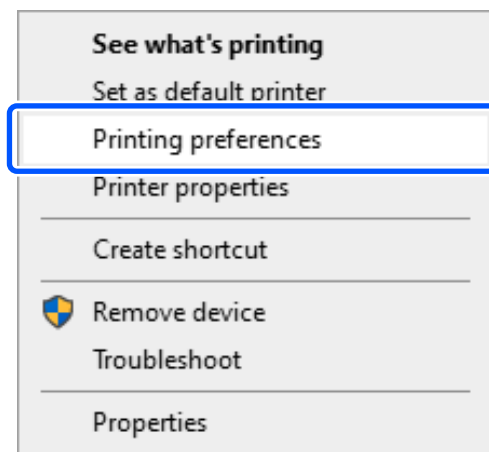 See what's printing
Set as default printer
Printing preferences
Printer properties
Create shortcut
Remove device
Troubleshoot
Properties